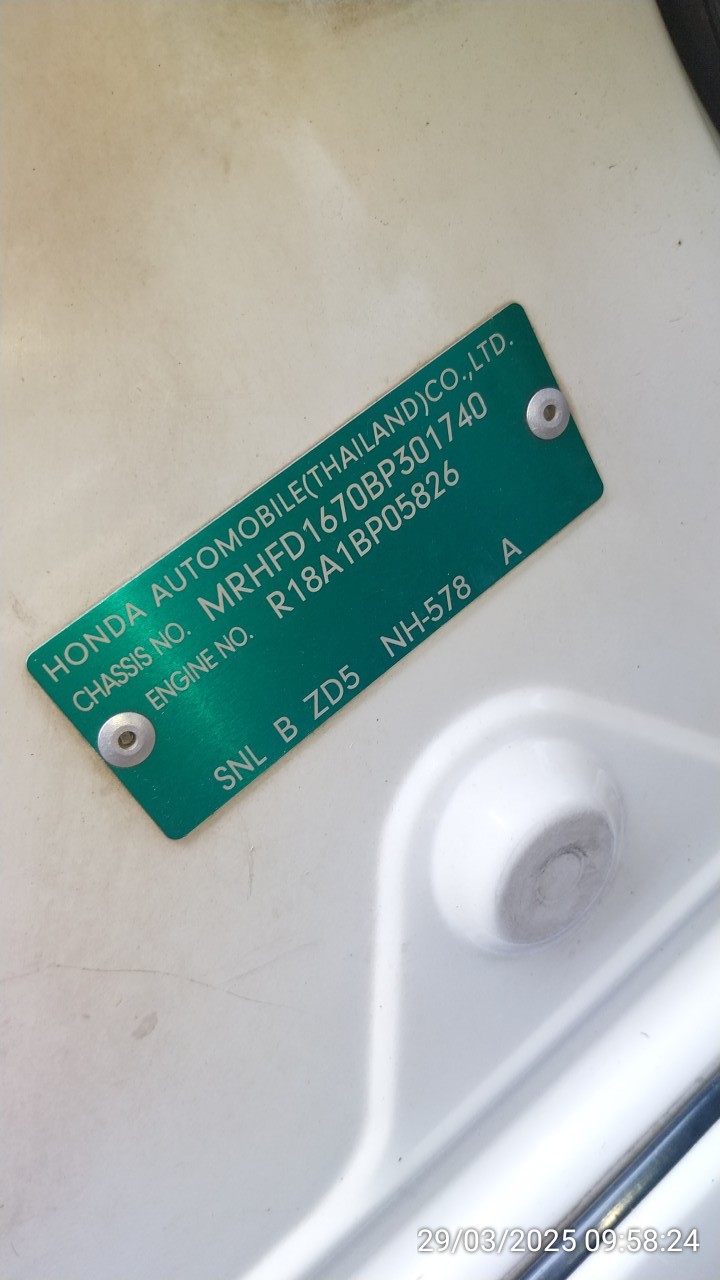 HONDA AUTOMOBILE(THAILAND)CO.,LTD.
CHASSIS NO. MRHFD1670BP301740
ENGINE NO. R18A1BP05826
SNL B ZD5 NH-578 A
29/03/2025 09:58:24